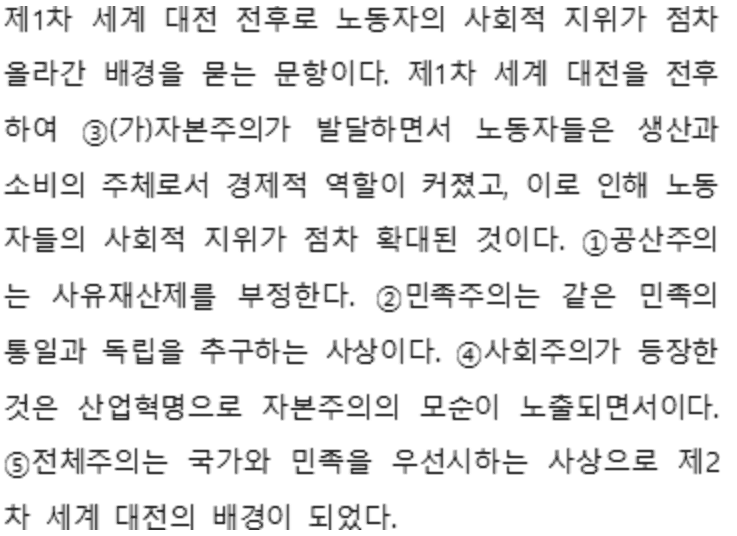 제1차 세계 대전 전후로 노동자의 사회적 지위가 점차
올라간 배경을 묻는 문항이다. 제1차 세계 대전을 전후
하여 ③(가)자본주의가 발달하면서 노동자들은 생산과
소비의 주체로서 경제적 역할이 커졌고, 이로 인해 노동
자들의 사회적 지위가 점차 확대된 것이다. ①공산주의
는 사유재산제를 부정한다. ②민족주의는 같은 민족의
통일과 독립을 추구하는 사상이다. ④사회주의가 등장한
것은 산업혁명으로 자본주의의 모순이 노출되면서이다.
⑤전체주의는 국가와 민족을 우선시하는 사상으로 제2
차 세계 대전의 배경이 되었다.